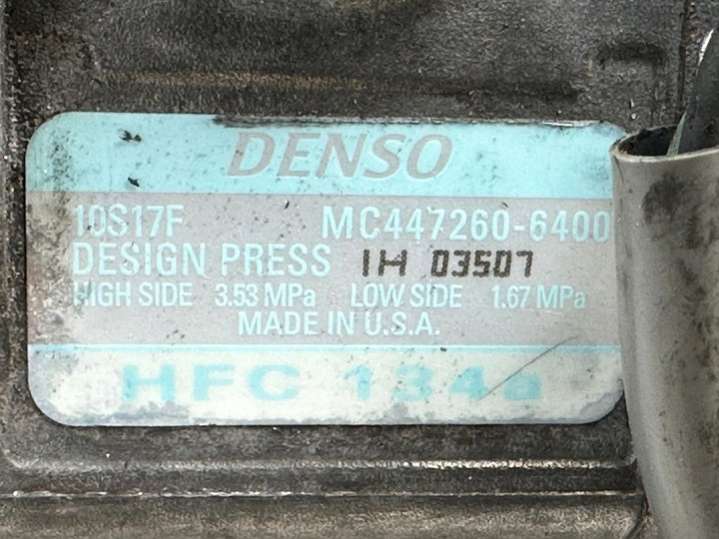 DENSO
10S17F MC447260-6400
DESIGN PRESS 1H 03507
HIGH SIDE 3.53 MPa LOW SIDE 1.67 MPa
MADE IN U.S.A.
HFC 134a